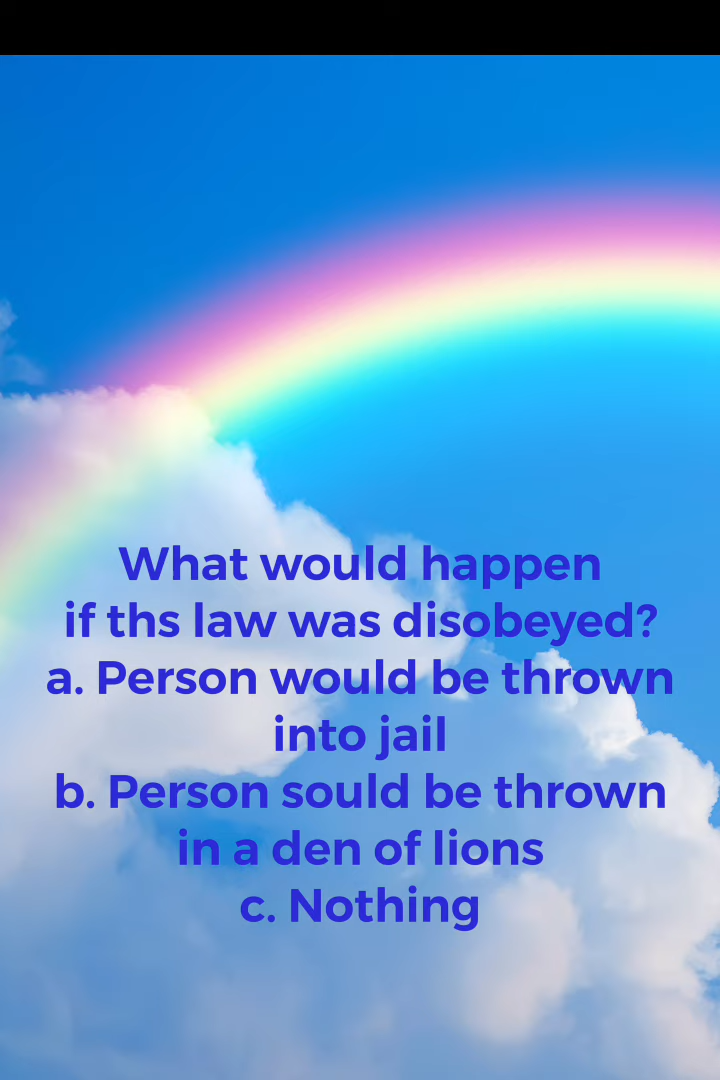 What would happen
if ths law was disobeyed?
a. Person would be thrown
into jail
b. Person sould be thrown
in a den of lions
c. Nothing